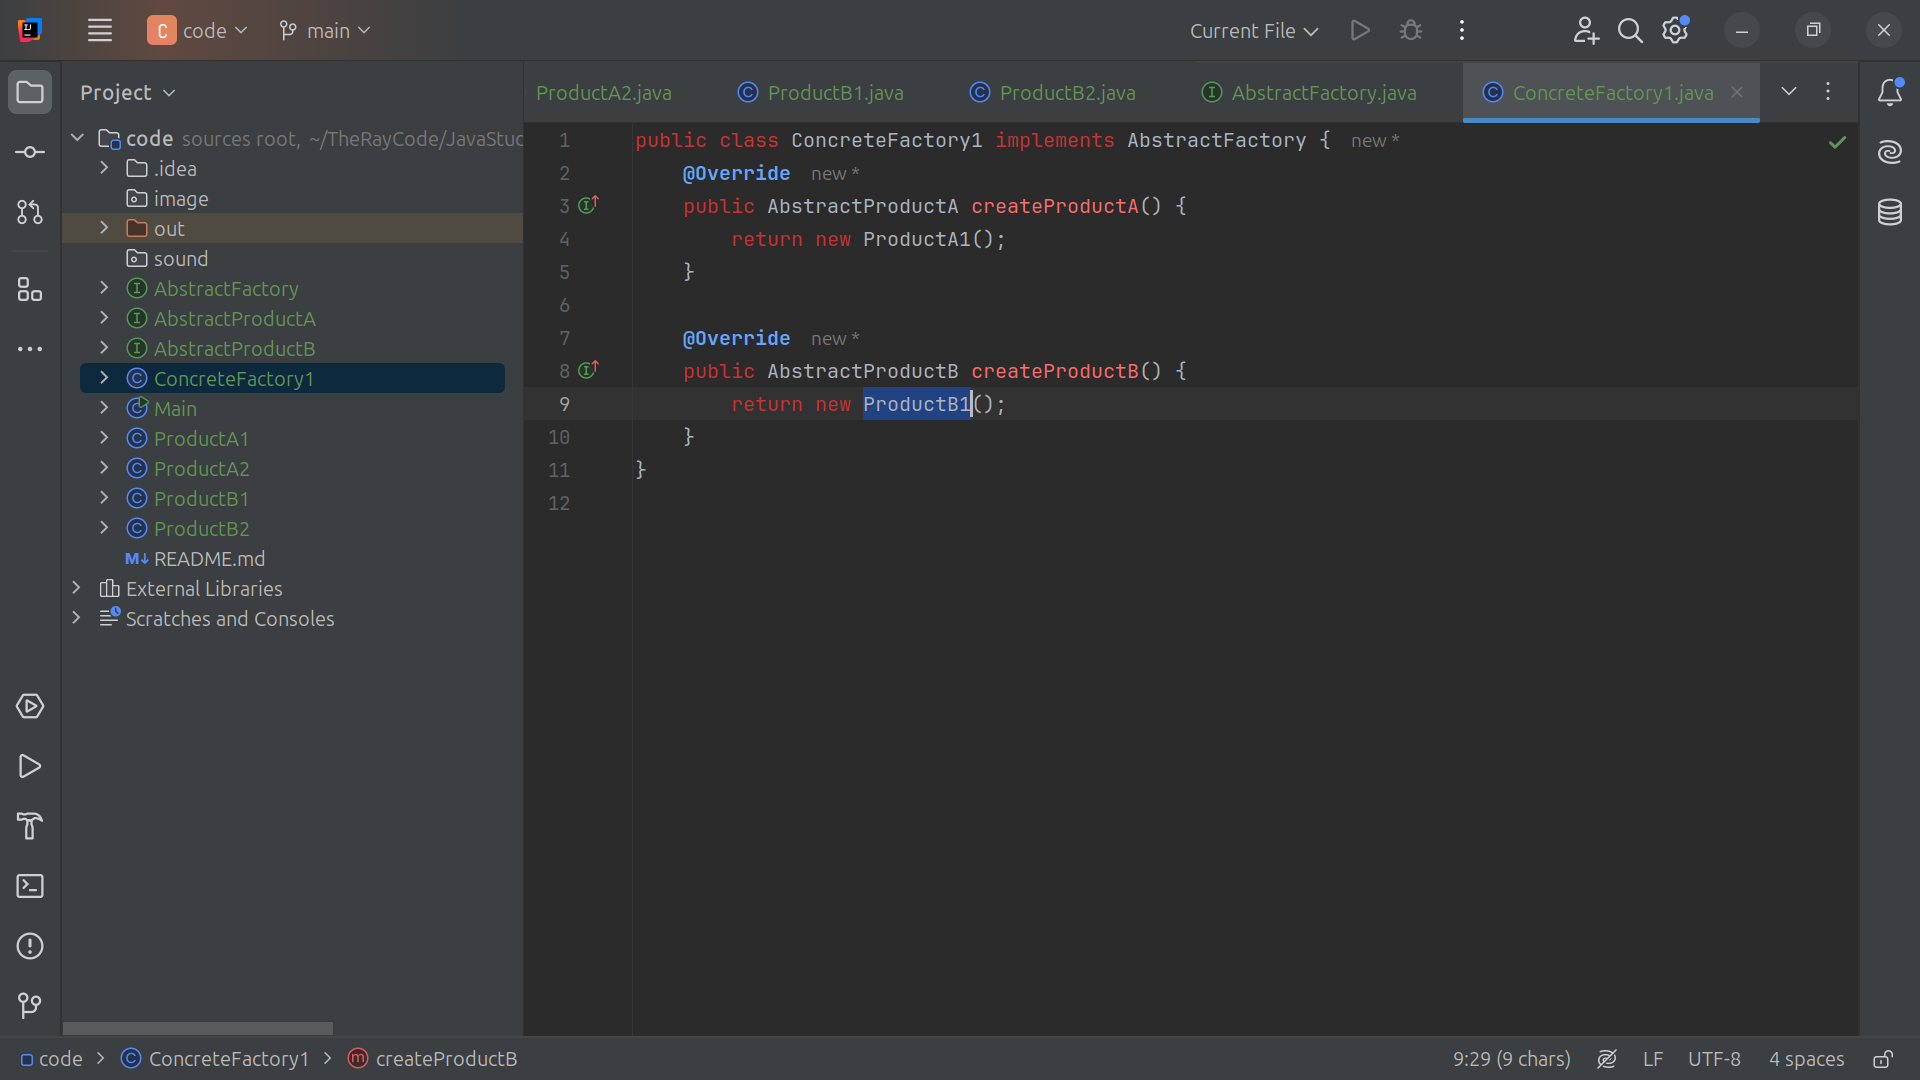 C code main
Current File
Project
ProductA2.java ProductB1.java ProductB2.java AbstractFactory.java ConcreteFactory1.java
code sources root, ~/TheRayCode/JavaStud
.idea
image
out
sound
AbstractFactory
AbstractProductA
AbstractProductB
ConcreteFactory1
Main
ProductA1
ProductA2
ProductB1
ProductB2
README.md
External Libraries
Scratches and Consoles
1 public class ConcreteFactory1 implements AbstractFactory { new *
2 @Override new *
3 public AbstractProductA createProductA() {
4 return new ProductA1();
5 }
6
7 @Override new *
8 public AbstractProductB createProductB() {
9 return new ProductB1();
10 }
11 }
12
code > ConcreteFactory1 > createProductB
9:29 (9 chars) LF UTF-8 4 spaces